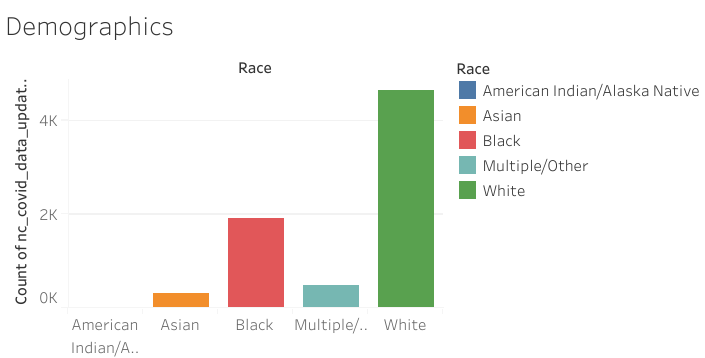 Demographics
Race
Count of nc_covid_data_updat..
4K
2K
0K
American
Indian/A..
Asian
Black
Multiple/..
White
Race
American Indian/Alaska Native
Asian
Black
Multiple/Other
White